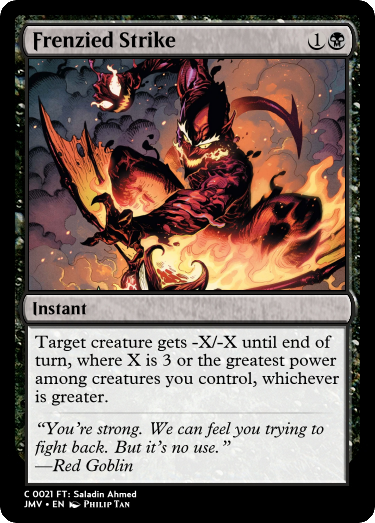 Frenzied Strike 1
Instant
Target creature gets -X/-X until end of
turn, where X is 3 or the greatest power
among creatures you control, whichever
is greater.
“You’re strong. We can feel you trying to
fight back. But it’s no use.”
—Red Goblin
C 0021 FT: Saladin Ahmed
JMV • EN Philip Tan